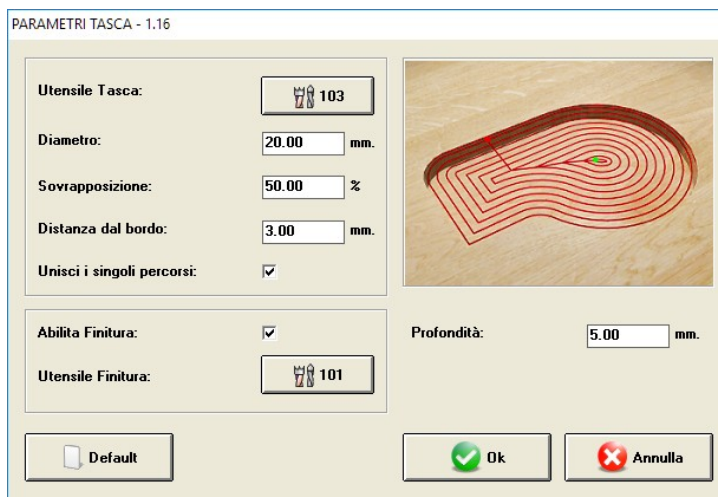 PARAMETRI TASCA - 1.16
Utensile Tasca: 103
Diametro: 20.00 mm.
Sovrapposizione: 50.00 %
Distanza dal bordo: 3.00 mm.
Unisci i singoli percorsi:
Abilita Finitura:
Utensile Finitura: 101
Profondità: 5.00 mm.
Default
Ok
Annulla